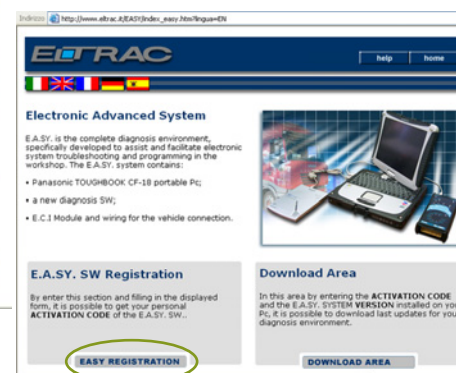 Indirizzo http://www.eltrac.it/EASY/index_easy.htm?lingua=EN
ELTRAC
help home
Electronic Advanced System
E.A.SY. is the complete diagnosis environment,
specifically developed to assist and facilitate electronic
system troubleshooting and programming in the
workshop. The E.A.SY. system contains:
• Panasonic TOUGHBOOK CF-18 portable Pc;
• a new diagnosis SW;
• E.C.I Module and wiring for the vehicle connection.
E.A.SY. SW Registration
By enter this section and filling in the displayed
form, it is possible to get your personal
ACTIVATION CODE of the E.A.SY. SW..
EASY REGISTRATION
Download Area
In this area by entering the ACTIVATION CODE
and the E.A.SY. SYSTEM VERSION installed on
Pc, it is possible to download last updates for
diagnosis environment.
DOWNLOAD AREA